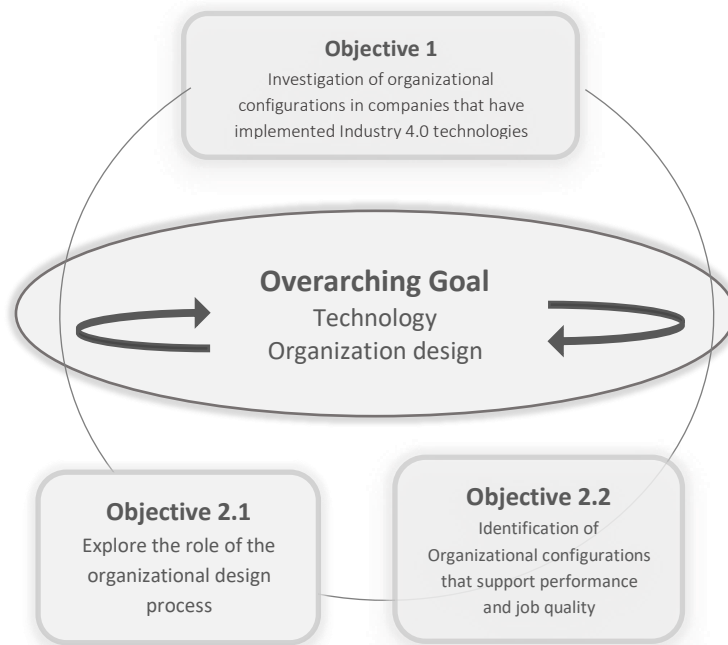 Objective 1
Investigation of organizational
configurations in companies that have
implemented Industry 4.0 technologies
Overarching Goal
Technology
Organization design
Objective 2.1
Explore the role of the
organizational design
process
Objective 2.2
Identification of
Organizational configurations
that support performance
and job quality